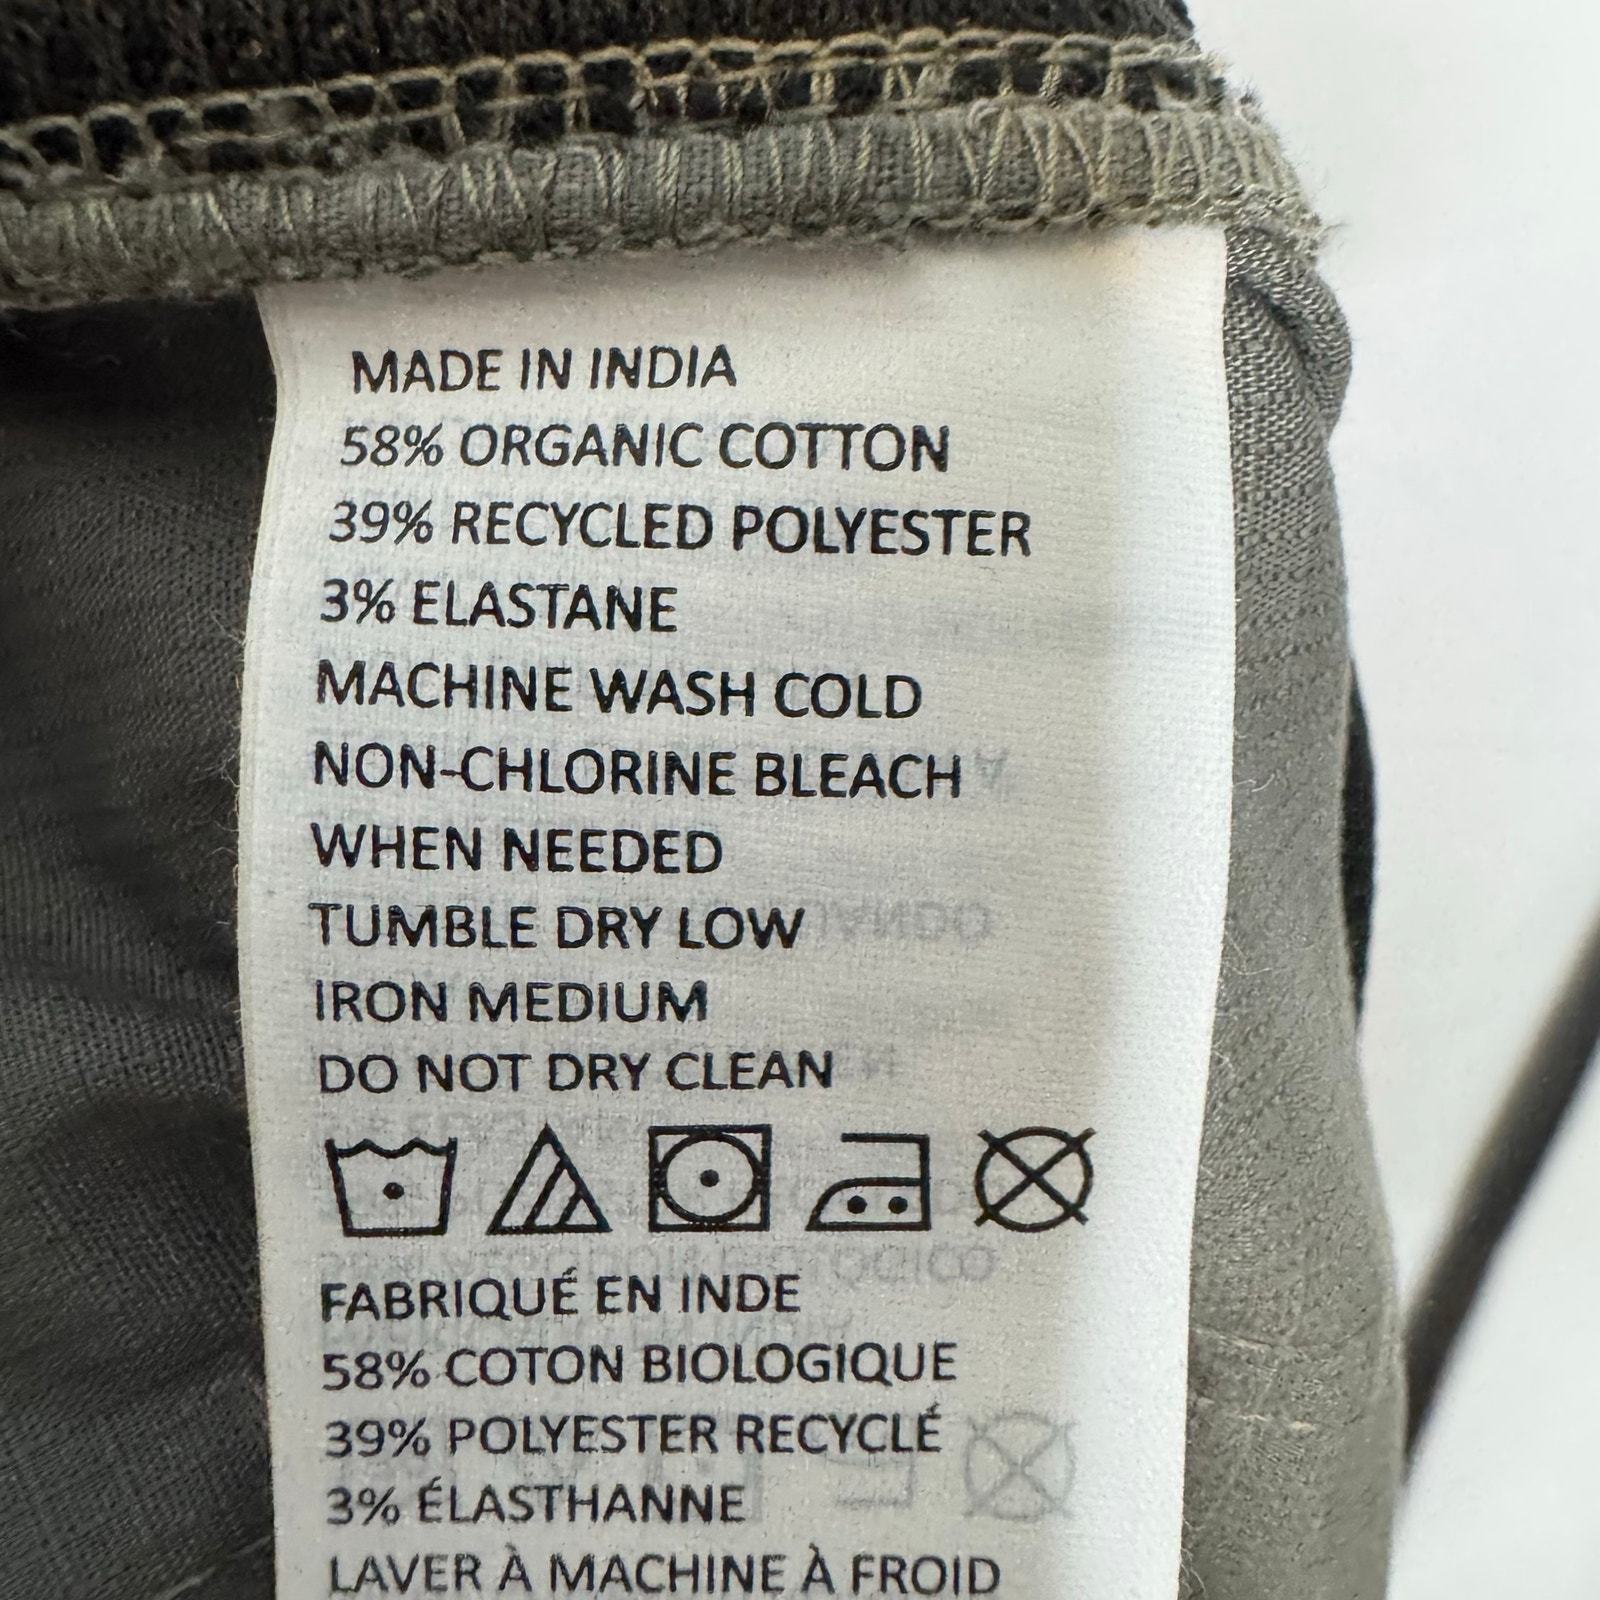 MADE IN INDIA
58% ORGANIC COTTON
39% RECYCLED POLYESTER
3% ELASTANE
MACHINE WASH COLD
NON-CHLORINE BLEACH
WHEN NEEDED
TUMBLE DRY LOW
IRON MEDIUM
DO NOT DRY CLEAN
FABRIQUÉ EN INDE
58% COTON BIOLOGIQUE
39% POLYESTER RECYCLÉ
3% ÉLASTHANNE
LAVER À MACHINE À FROID